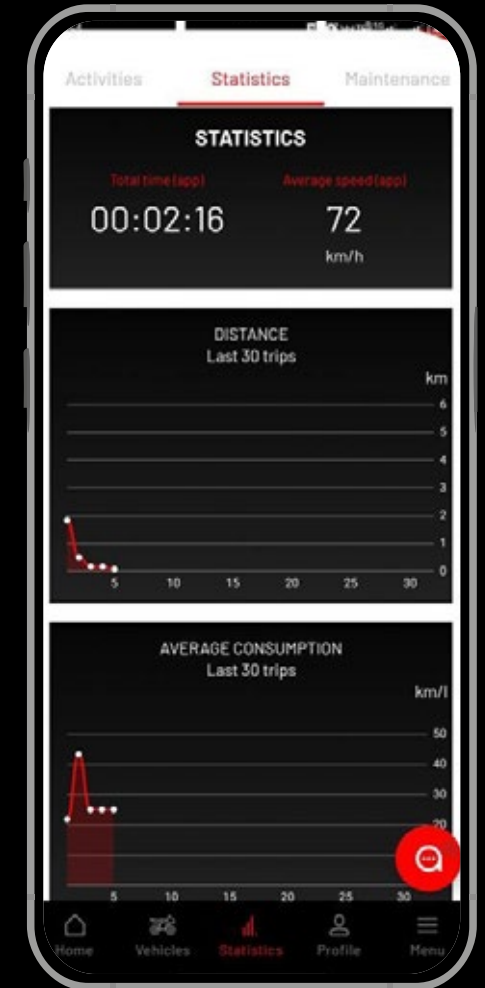 Activities Statistics Maintenance
STATISTICS
Total time (app) Average speed (app)
00:02:16 72
km/h
DISTANCE
Last 30 trips
km
6
5
4
3
2
1
0
5 10 15 20 25 30
AVERAGE CONSUMPTION
Last 30 trips
km/l
50
40
30
20
5 10 15 20 25 30
Home Vehicles Statistics Profile Menu